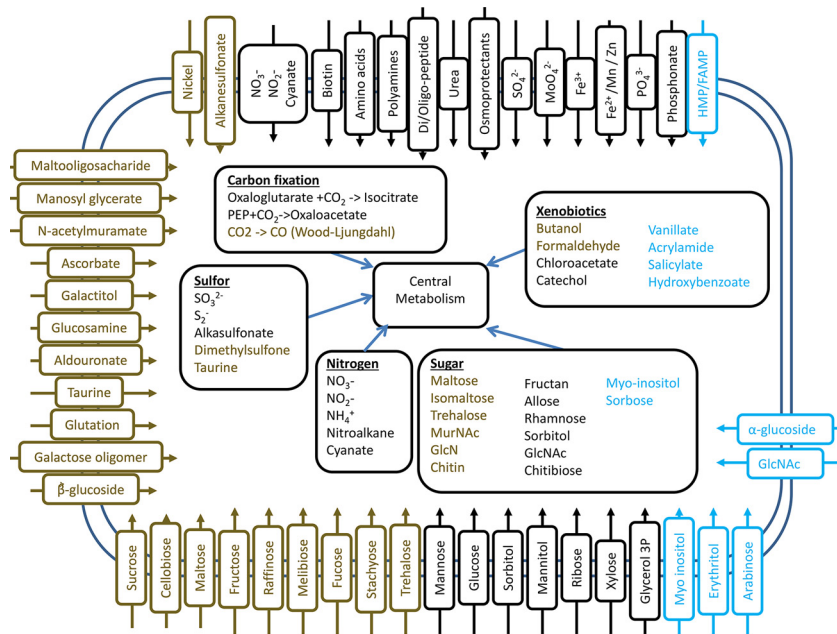 Nickel
Alkanesulfonate
NO₃⁻
NO₂⁻
Cyanate
Biotin
Amino acids
Polyamines
Di/Oligo-peptide
Urea
Osmoprotectants
SO₄²⁻
MoO₄²⁻
Fe³⁺
Fe²⁺/Mn / Zn
PO₄³⁻
Phosphonate
HMP/FAMP
Maltooligosacharide
Manosyl glycerate
N-acetylmuramate
Ascorbate
Galactitol
Glucosamine
Aldouronate
Taurine
Glutation
Galactose oligomer
β-glucoside
Carbon fixation
Oxaloglutarate +CO₂ -> Isocitrate
PEP+CO₂->Oxaloacetate
CO2 -> CO (Wood-Ljungdahl)
Xenobiotics
Butanol Vanillate
Formaldehyde Acrylamide
Chloroacetate Salicylate
Catechol Hydroxybenzoate
Central
Metabolism
Sulfor
SO₃²⁻
S₂⁻
Alkasulfonate
Dimethylsulfone
Taurine
Nitrogen
NO₃⁻
NO₂⁻
NH₄⁺
Nitroalkane
Cyanate
Sugar
Maltose Fructan Myo-inositol
Isomaltose Allose Sorbose
Trehalose Rhamnose
MurNAc Sorbitol
GlcN GlcNAc
Chitin Chitibiose
α-glucoside
GlcNAc
Sucrose
Cellobiose
Maltose
Fructose
Raffinose
Melibiose
Fucose
Stachyose
Trehalose
Mannose
Glucose
Sorbitol
Mannitol
Ribose
Xylose
Glycerol 3P
Myo inositol
Erythritol
Arabinose